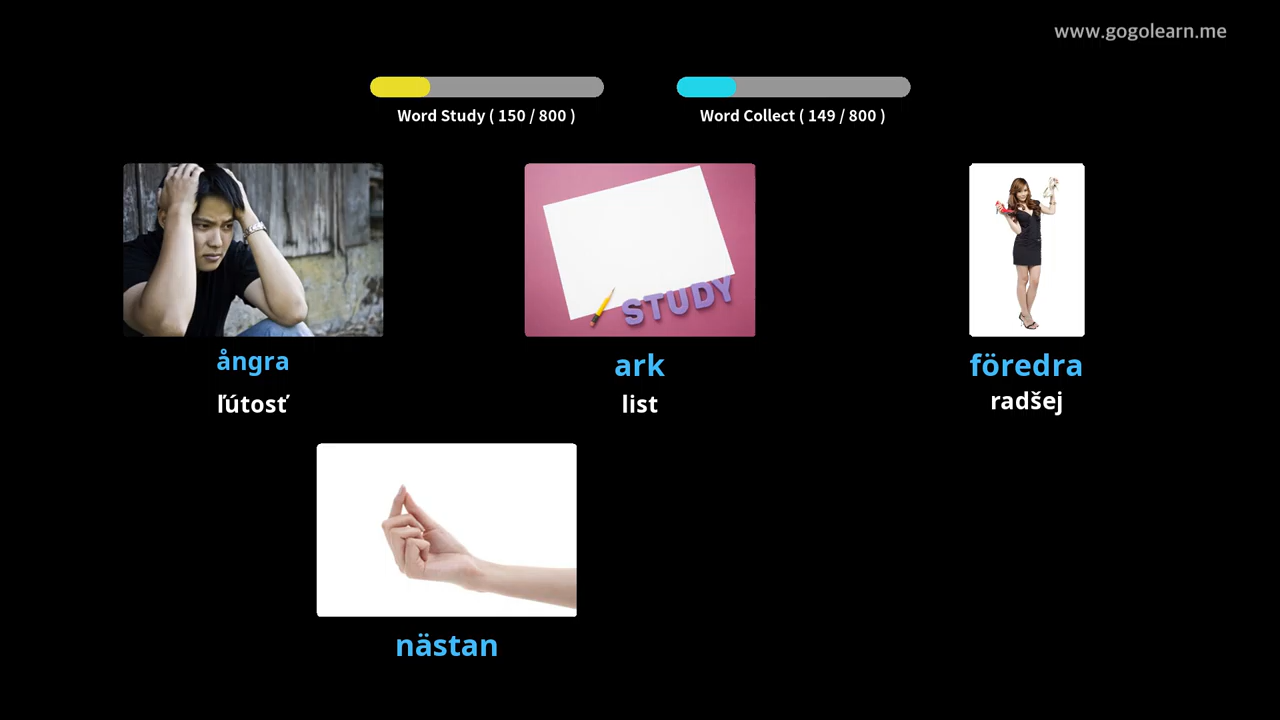 www.gogolearn.me
Word Study ( 150 / 800 )
Word Collect ( 149 / 800 )
STUDY
ångra
ľútosť
ark
list
föredra
radšej
nästan